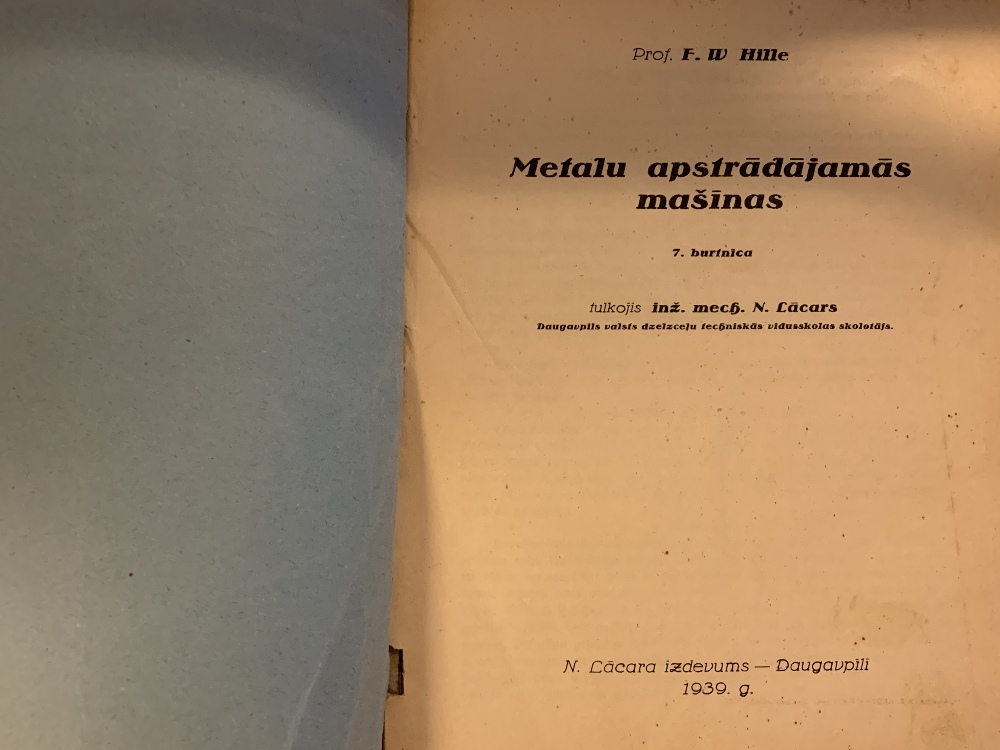 Prof. F. W Hille
Metalu apstrādājamās
mašīnas
7. burtnīca
tulkojis inž. mech. N. Lācars
Daugavpils valsts dzelzceļu techniskās vidusskolas skolotājs.
N. Lācara izdevums — Daugavpilī
1939. g.